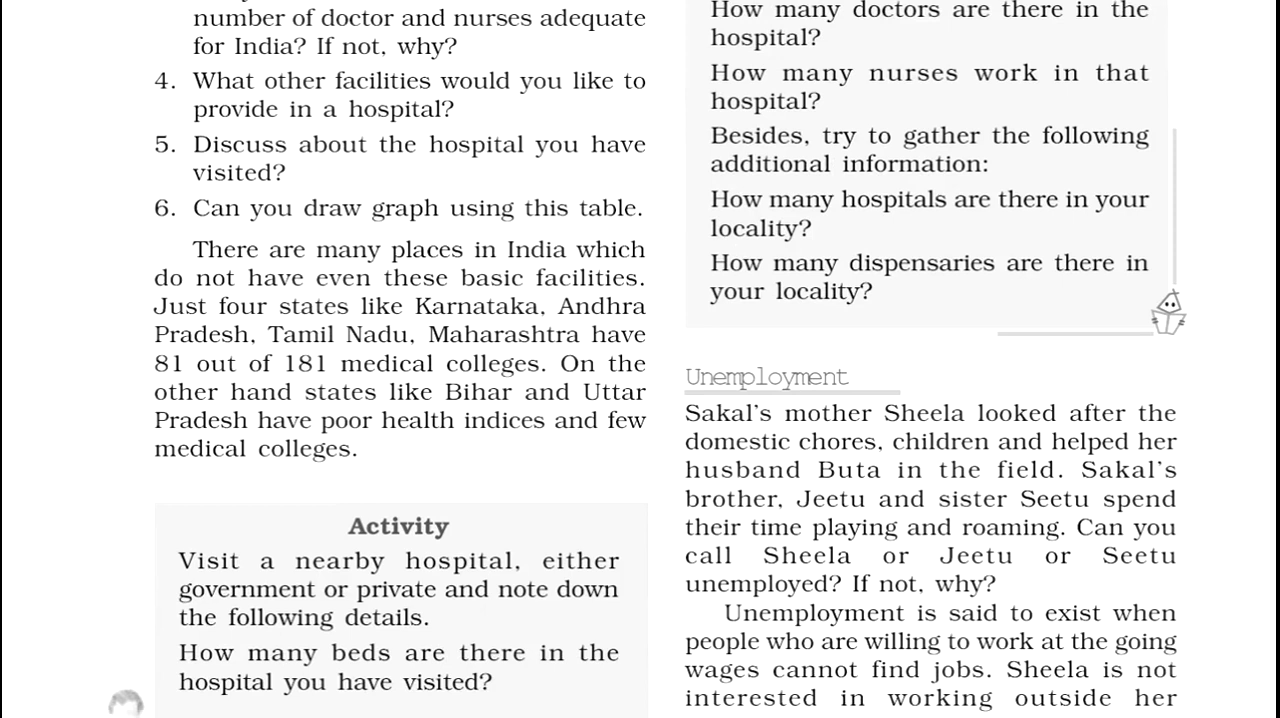 number of doctor and nurses adequate
for India? If not, why?
4. What other facilities would you like to
provide in a hospital?
5. Discuss about the hospital you have
visited?
6. Can you draw graph using this table.
There are many places in India which
do not have even these basic facilities.
Just four states like Karnataka, Andhra
Pradesh, Tamil Nadu, Maharashtra have
81 out of 181 medical colleges. On the
other hand states like Bihar and Uttar
Pradesh have poor health indices and few
medical colleges.
Activity
Visit a nearby hospital, either
government or private and note down
the following details.
How many beds are there in the
hospital you have visited?
How many doctors are there in the
hospital?
How many nurses work in that
hospital?
Besides, try to gather the following
additional information:
How many hospitals are there in your
locality?
How many dispensaries are there in
your locality?
Unemployment
Sakal's mother Sheela looked after the
domestic chores, children and helped her
husband Buta in the field. Sakal's
brother, Jeetu and sister Seetu spend
their time playing and roaming. Can you
call Sheela or Jeetu or Seetu
unemployed? If not, why?
Unemployment is said to exist when
people who are willing to work at the going
wages cannot find jobs. Sheela is not
interested in working outside her